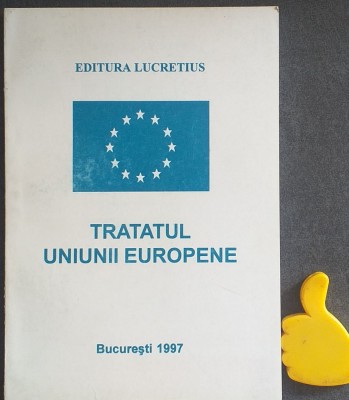 EDITURA LUCRETIUS
TRATATUL
UNIUNII EUROPENE
București 1997